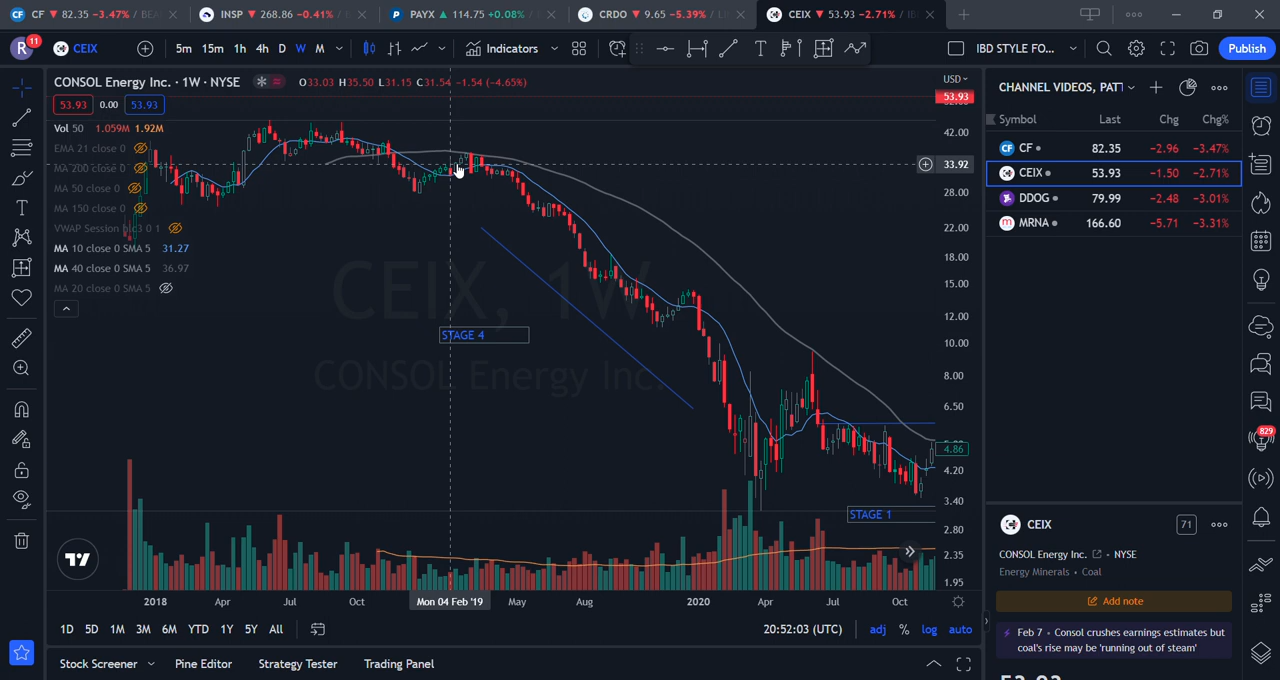 CF ▼ 82.35 −3.47% /
INSP ▼ 268.86 −0.41% /
PAYX ▲ 114.75 +0.08%
CRDO ▼ 9.65 −5.39% /
CEIX ▼ 53.93 −2.71% /
R 11 CEIX 5m 15m 1h 4h D W M Indicators IBD STYLE FO... Publish
CONSOL Energy Inc. · 1W · NYSE O33.03 H35.50 L31.15 C31.54 −1.54 (−4.65%)
53.93 0.00 53.93
Vol 50 1.059M 1.92M
EMA 21 close 0
MA 200 close 0
MA 50 close 0
MA 150 close 0
VWAP Session hlc3 0 1
MA 10 close 0 SMA 5 31.27
MA 40 close 0 SMA 5 36.97
MA 20 close 0 SMA 5
CEIX, 1W
CONSOL Energy Inc.
STAGE 4
STAGE 1
USD
53.93
42.00
33.92
28.00
22.00
18.00
15.00
12.00
10.00
8.00
6.50
4.86
4.20
3.40
2.80
2.35
1.95
2018 Apr Jul Oct Mon 04 Feb '19 May Aug 2020 Apr Jul Oct
1D 5D 1M 3M 6M YTD 1Y 5Y All 20:52:03 (UTC) adj % log auto
Stock Screener Pine Editor Strategy Tester Trading Panel
CHANNEL VIDEOS, PATT
Symbol Last Chg Chg%
CF 82.35 −2.96 −3.47%
CEIX 53.93 −1.50 −2.71%
DDOG 79.99 −2.48 −3.01%
MRNA 166.60 −5.71 −3.31%
829
CEIX 71
CONSOL Energy Inc. · NYSE
Energy Minerals • Coal
Add note
Feb 7 · Consol crushes earnings estimates but
coal's rise may be 'running out of steam'